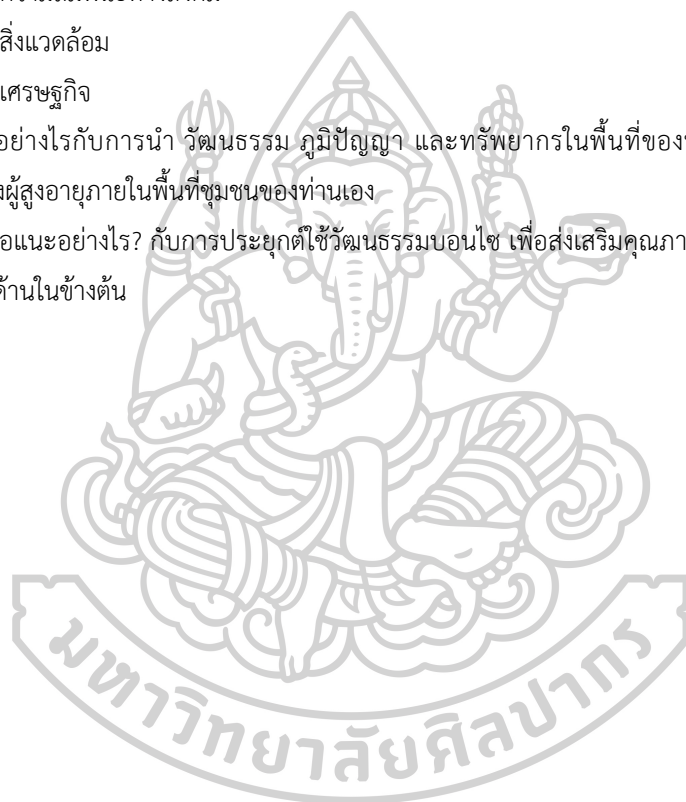 สิ่งแวดล้อม
เศรษฐกิจ
อย่างไรกับการนำ วัฒนธรรม ภูมิปัญญา และทรัพยากรในพื้นที่ของ
ผู้สูงอายุภายในพื้นที่ชุมชนของท่านเอง
อแนะอย่างไร? กับการประยุกต์ใช้วัฒนธรรมบอนไซ เพื่อส่งเสริมคุณภา
ด้านในข้างต้น
มหาวิทยาลัยศิลปากร